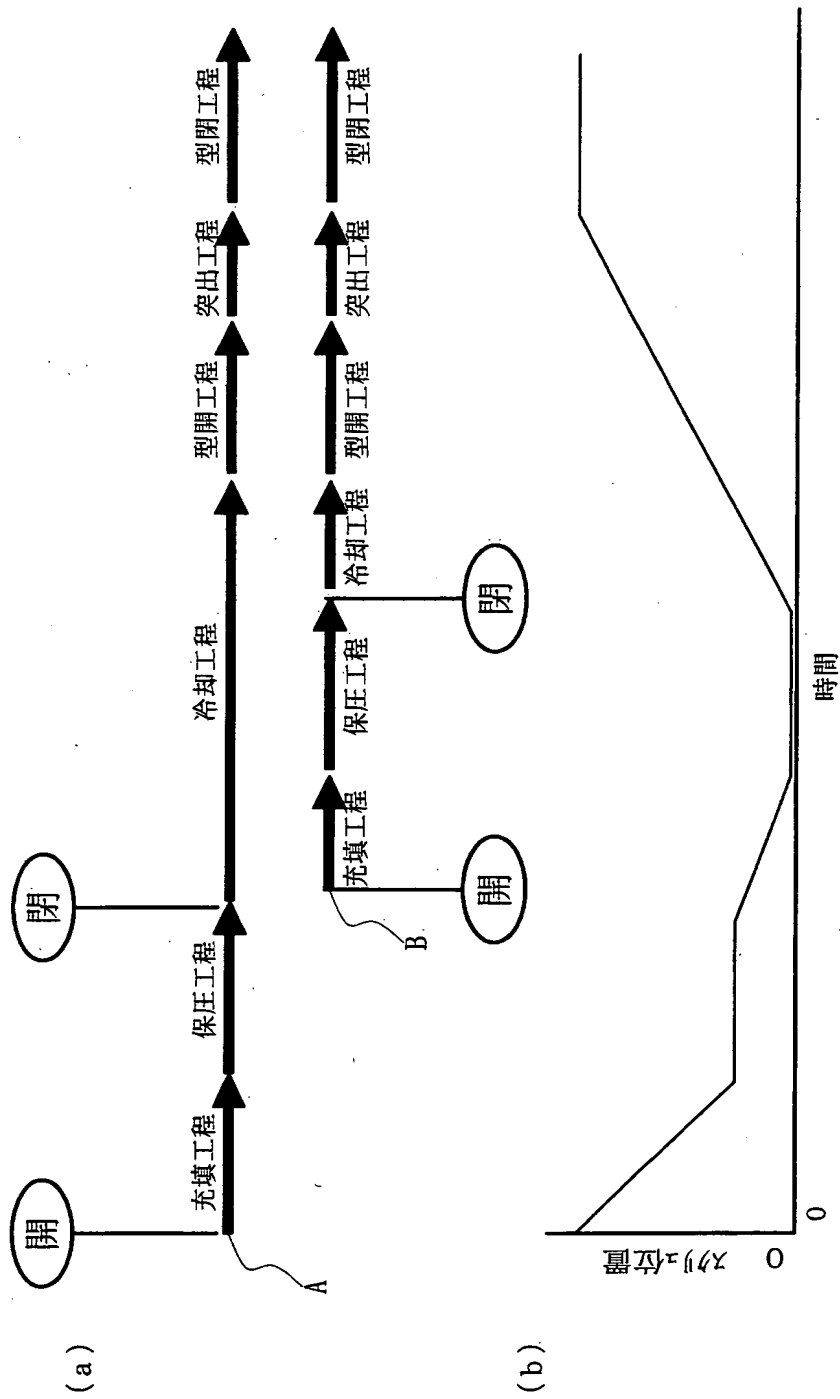 (a)
開
閉
充填工程
保圧工程
冷却工程
型開工程
突出工程
型閉工程
A
充填工程
保圧工程
冷却工程
型開工程
突出工程
型閉工程
B
開
閉
(b)
スクリュ位置
0
0
時間